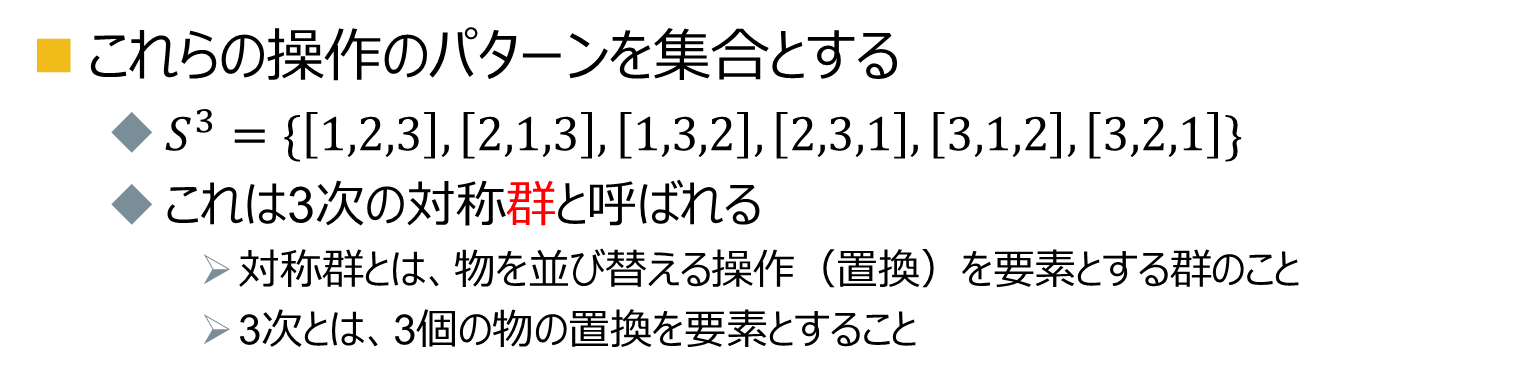 これらの操作のパターンを集合とする
S³ = {[1,2,3], [2,1,3], [1,3,2], [2,3,1], [3,1,2], [3,2,1]}
これは3次の対称群と呼ばれる
対称群とは、物を並び替える操作（置換）を要素とする群のこと
3次とは、3個の物の置換を要素とすること